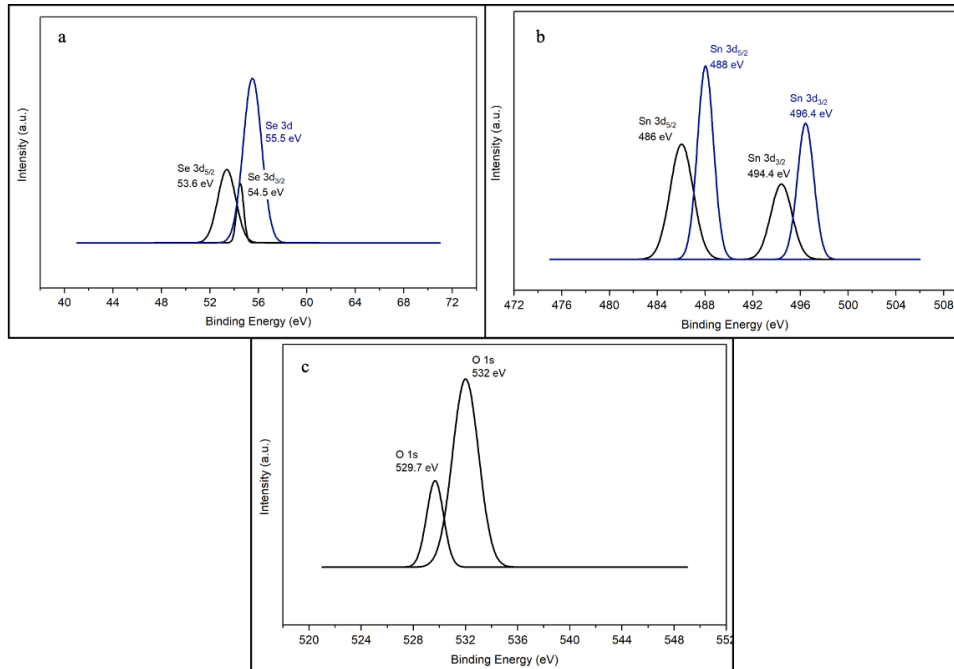 a
Se 3d
55.5 eV
Se 3d5/2
53.6 eV
Se 3d3/2
54.5 eV
Intensity (a.u.)
40 44 48 52 56 60 64 68 72
Binding Energy (eV)
b
Sn 3d5/2
488 eV
Sn 3d3/2
496.4 eV
Sn 3d5/2
486 eV
Sn 3d3/2
494.4 eV
Intensity (a.u.)
472 476 480 484 488 492 496 500 504 508
Binding Energy (eV)
c
O 1s
532 eV
O 1s
529.7 eV
Intensity (a.u.)
520 524 528 532 536 540 544 548 552
Binding Energy (eV)